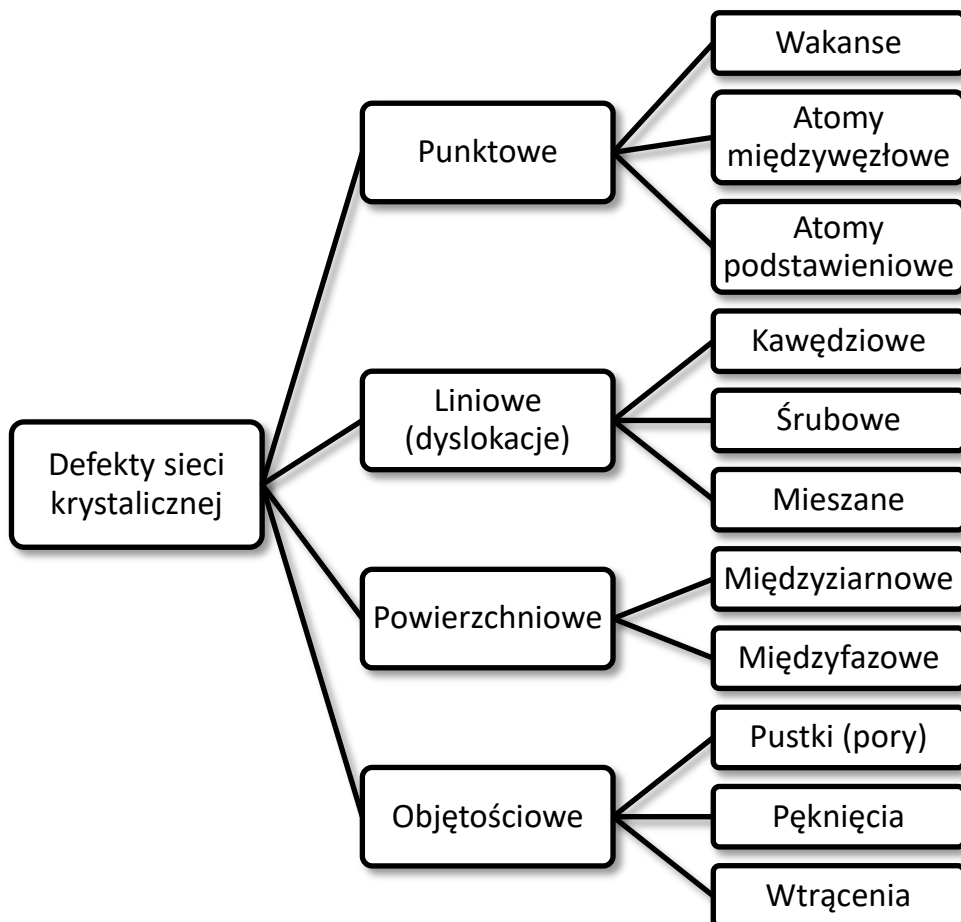 Defekty sieci
krystalicznej
Punktowe
Wakanse
Atomy
międzywęzłowe
Atomy
podstawieniowe
Liniowe
(dyslokacje)
Kawędziowe
Śrubowe
Mieszane
Powierzchniowe
Międzyziarnowe
Międzyfazowe
Objętościowe
Pustki (pory)
Pęknięcia
Wtrącenia